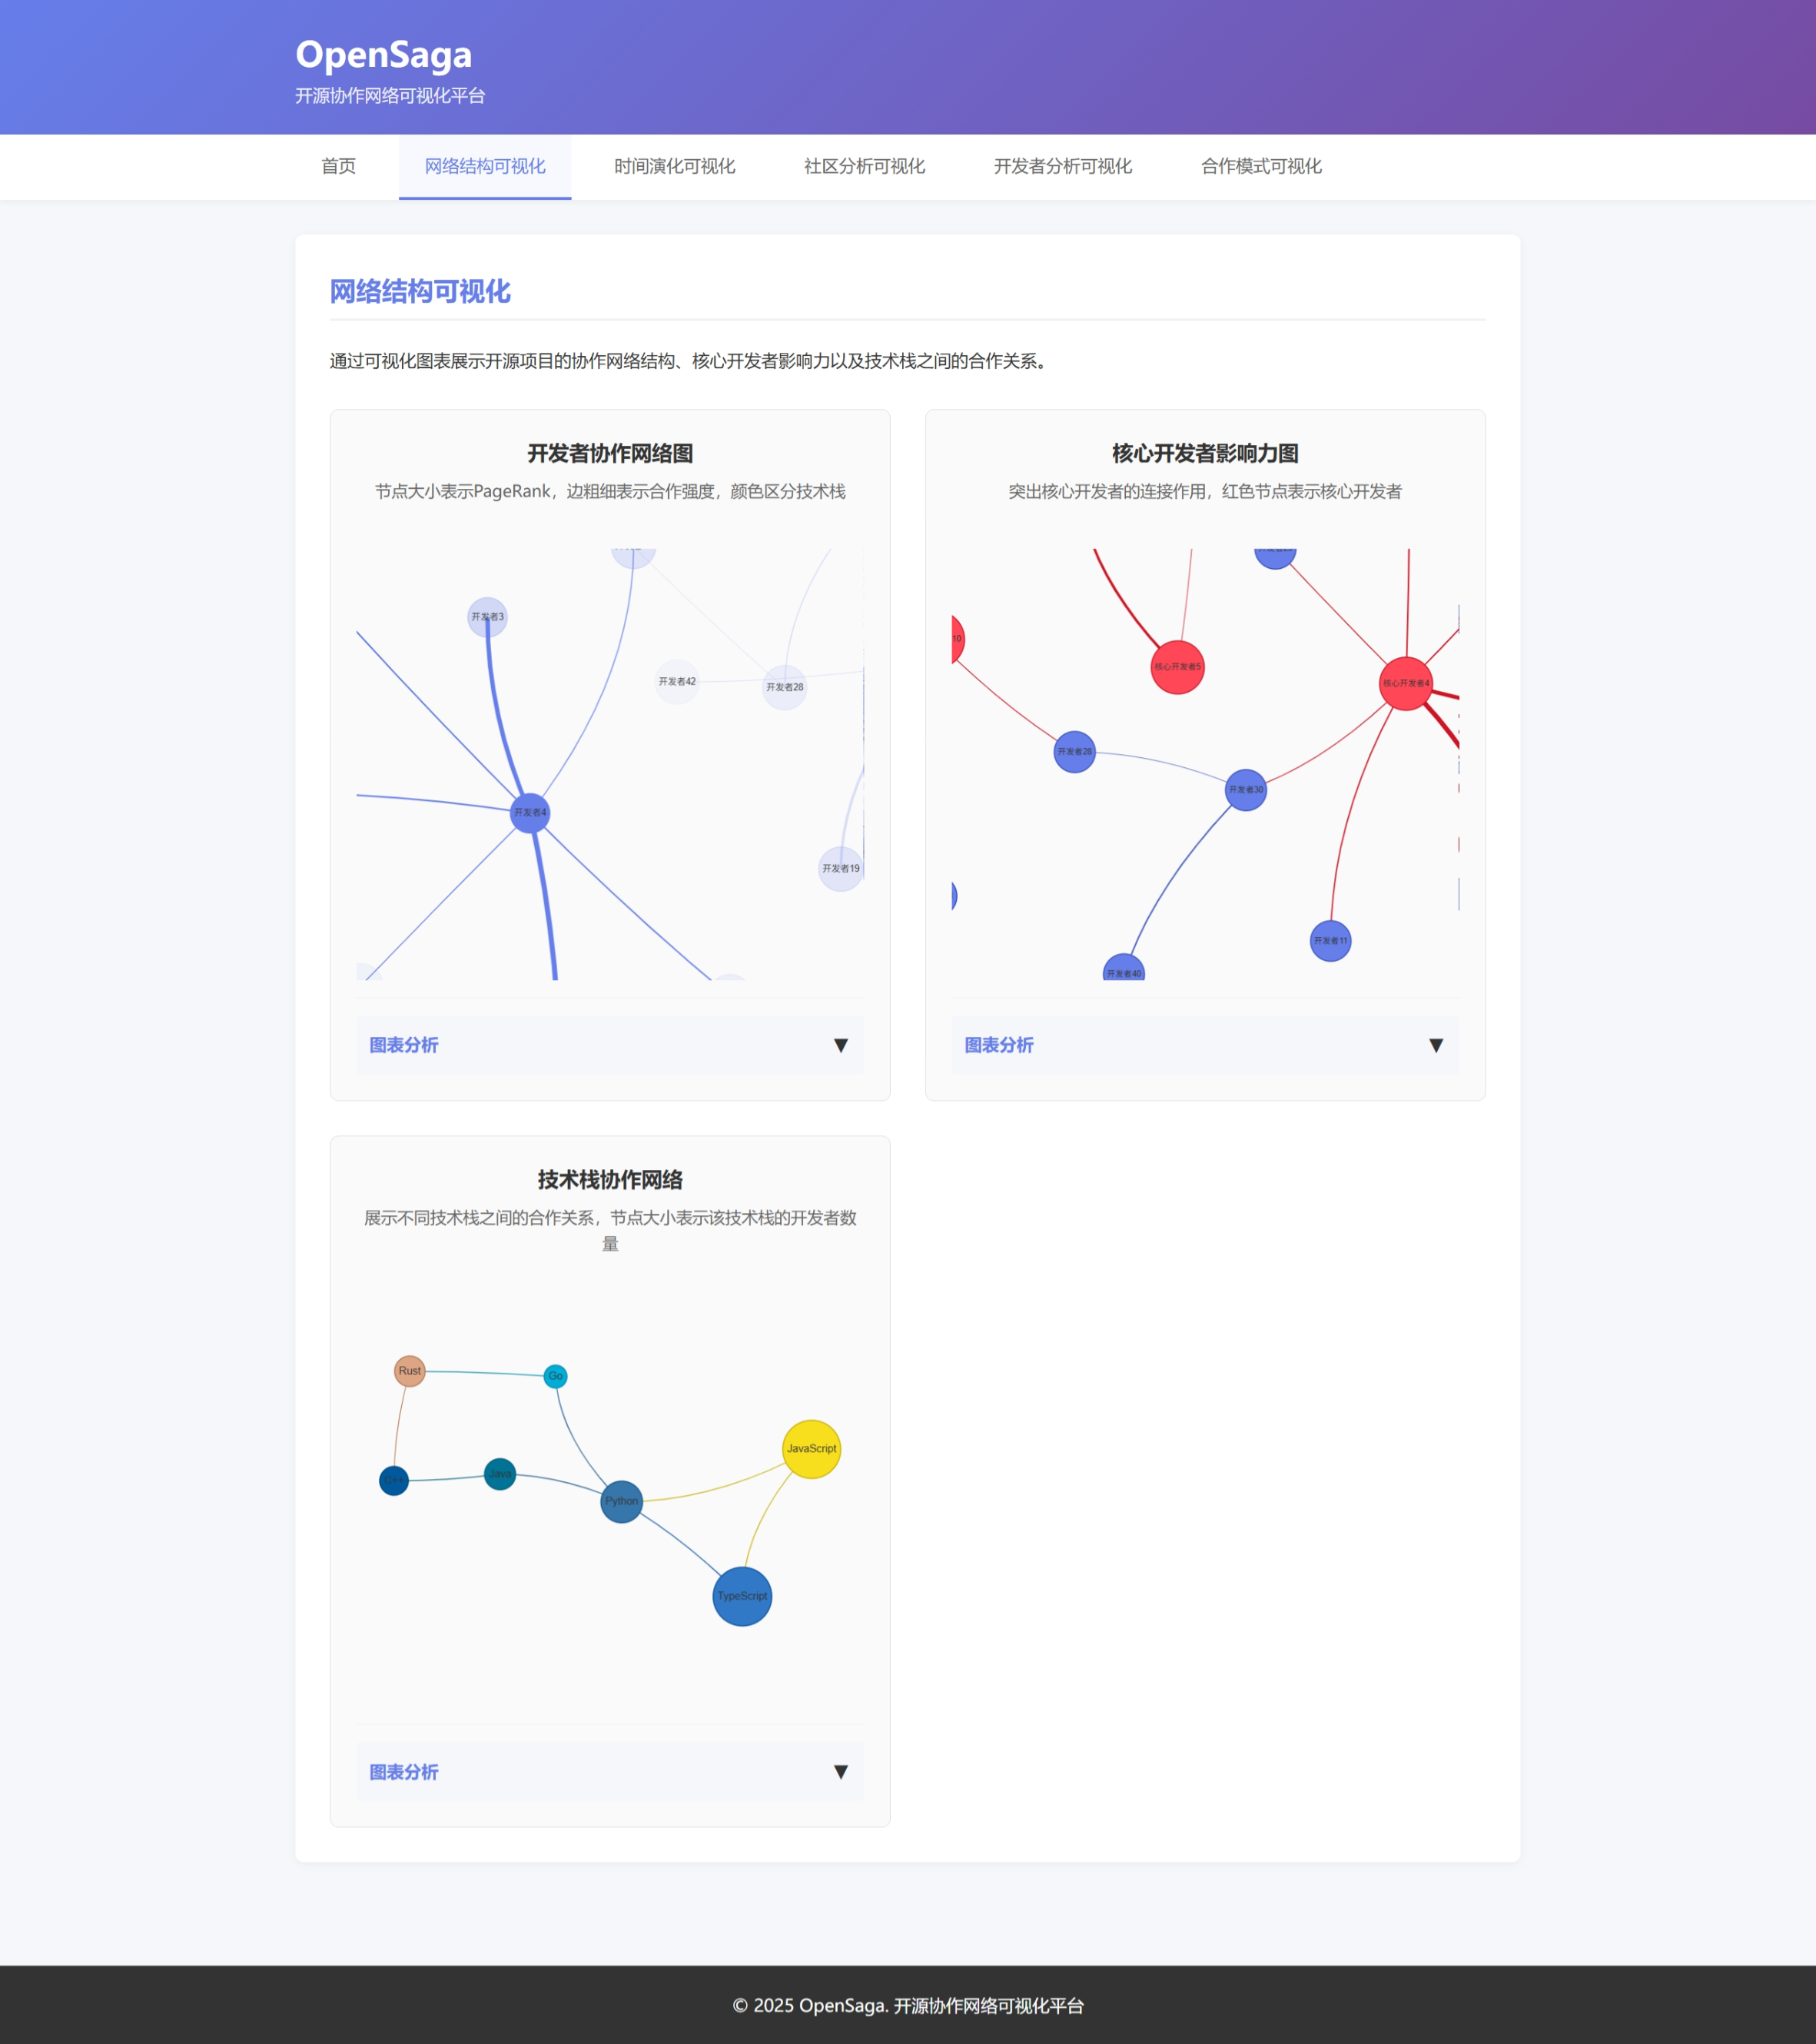 OpenSaga
开源协作网络可视化平台
首页
网络结构可视化
时间演化可视化
社区分析可视化
开发者分析可视化
合作模式可视化
网络结构可视化
通过可视化图表展示开源项目的协作网络结构、核心开发者影响力以及技术栈之间的合作关系。
开发者协作网络图
节点大小表示PageRank，边粗细表示合作强度，颜色区分技术栈
开发者3
开发者42
开发者28
开发者4
开发者19
图表分析
▼
核心开发者影响力图
突出核心开发者的连接作用，红色节点表示核心开发者
10
核心开发者5
核心开发者4
开发者28
开发者30
开发者11
开发者40
图表分析
▼
技术栈协作网络
展示不同技术栈之间的合作关系，节点大小表示该技术栈的开发者数
量
Rust
Go
JavaScript
C++
Java
Python
TypeScript
图表分析
▼
© 2025 OpenSaga. 开源协作网络可视化平台